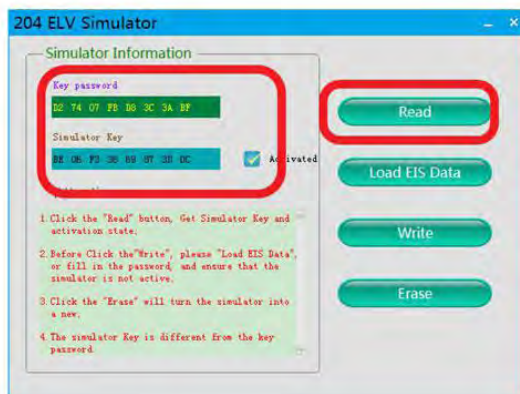 204 ELV Simulator
Simulator Information
Key password
D2 74 07 FB D8 3C 3A BF
Simulator Key
Activated
Read
Load EIS Data
1.Click the "Read" button, Get Simulator Key and
activation state.
2.Before Click the"Write", please "Load EIS Data",
or fill in the password, and ensure that the
simulator is not active.
Write
3.Click the "Erase" will turn the simulator into
a new.
Erase
4.The simulator Key is different from the key
password